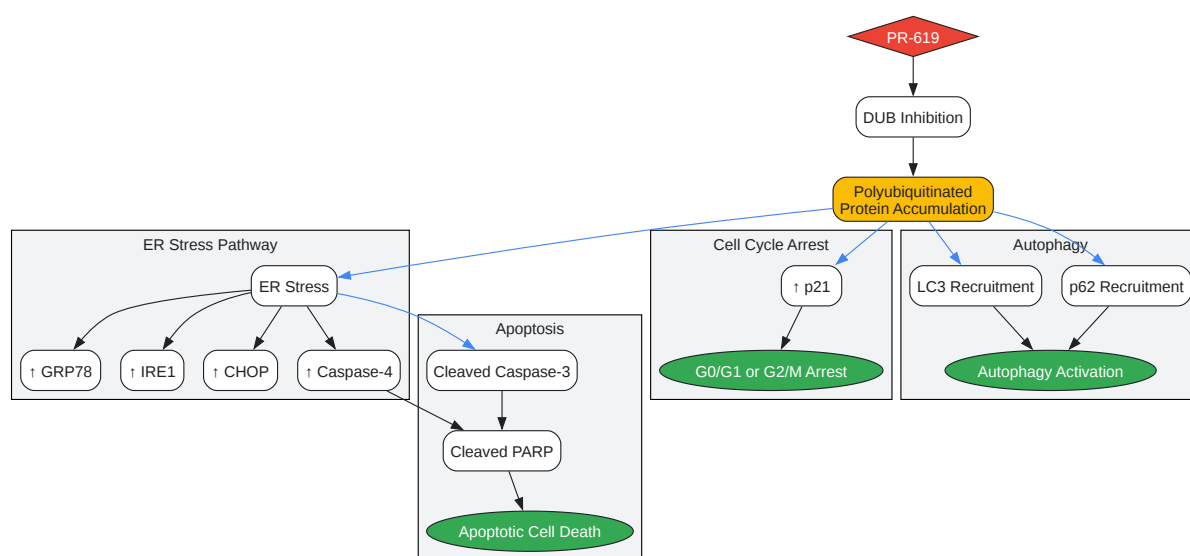 PR-619
DUB Inhibition
Polyubiquitinated
Protein Accumulation
ER Stress Pathway
Cell Cycle Arrest
Autophagy
ER Stress
↑ p21
LC3 Recruitment
p62 Recruitment
Apoptosis
↑ GRP78
↑ IRE1
↑ CHOP
↑ Caspase-4
Cleaved Caspase-3
G0/G1 or G2/M Arrest
Autophagy Activation
Cleaved PARP
Apoptotic Cell Death